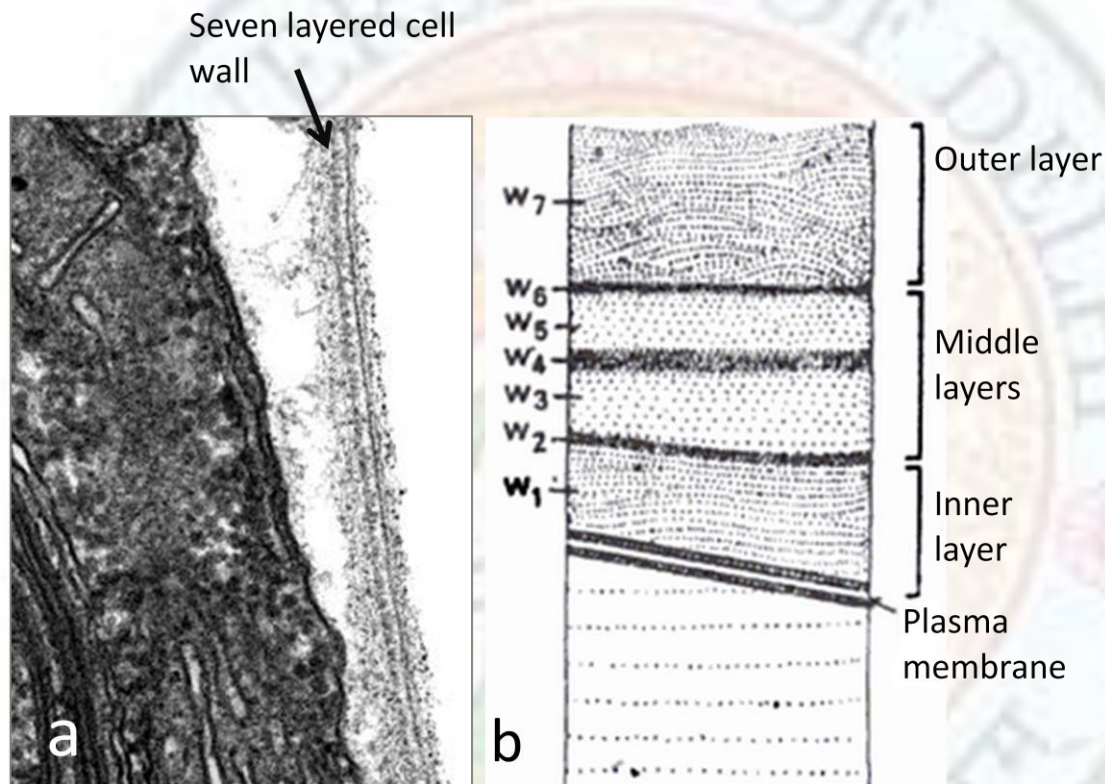 Seven layered cell
wall
a
b
W7
W6
W5
W4
W3
W2
W1
Outer layer
Middle
layers
Inner
layer
Plasma
membrane